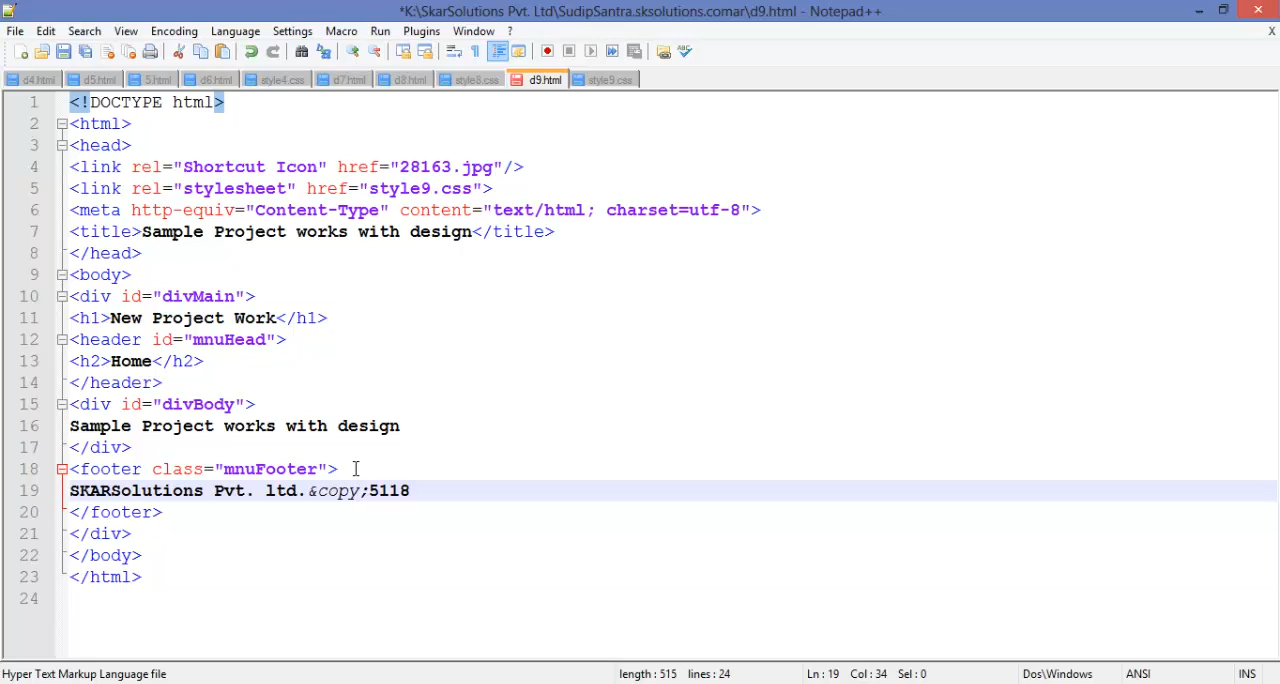 *K:\SkarSolutions Pvt. Ltd\SudipSantra.sksolutions.comar\d9.html - Notepad++
File Edit Search View Encoding Language Settings Macro Run Plugins Window ? X
d4.html d5.html 5.html d6.html style4.css d7.html d8.html style8.css d9.html style9.css
1 <!DOCTYPE html>
2 <html>
3 <head>
4 <link rel="Shortcut Icon" href="28163.jpg"/>
5 <link rel="stylesheet" href="style9.css">
6 <meta http-equiv="Content-Type" content="text/html; charset=utf-8">
7 <title>Sample Project works with design</title>
8 </head>
9 <body>
10 <div id="divMain">
11 <h1>New Project Work</h1>
12 <header id="mnuHead">
13 <h2>Home</h2>
14 </header>
15 <div id="divBody">
16 Sample Project works with design
17 </div>
18 <footer class="mnuFooter">
19 SKARSolutions Pvt. ltd.&copy;5118
20 </footer>
21 </div>
22 </body>
23 </html>
24
Hyper Text Markup Language file length : 515 lines : 24 Ln : 19 Col : 34 Sel : 0 Dos\Windows ANSI INS